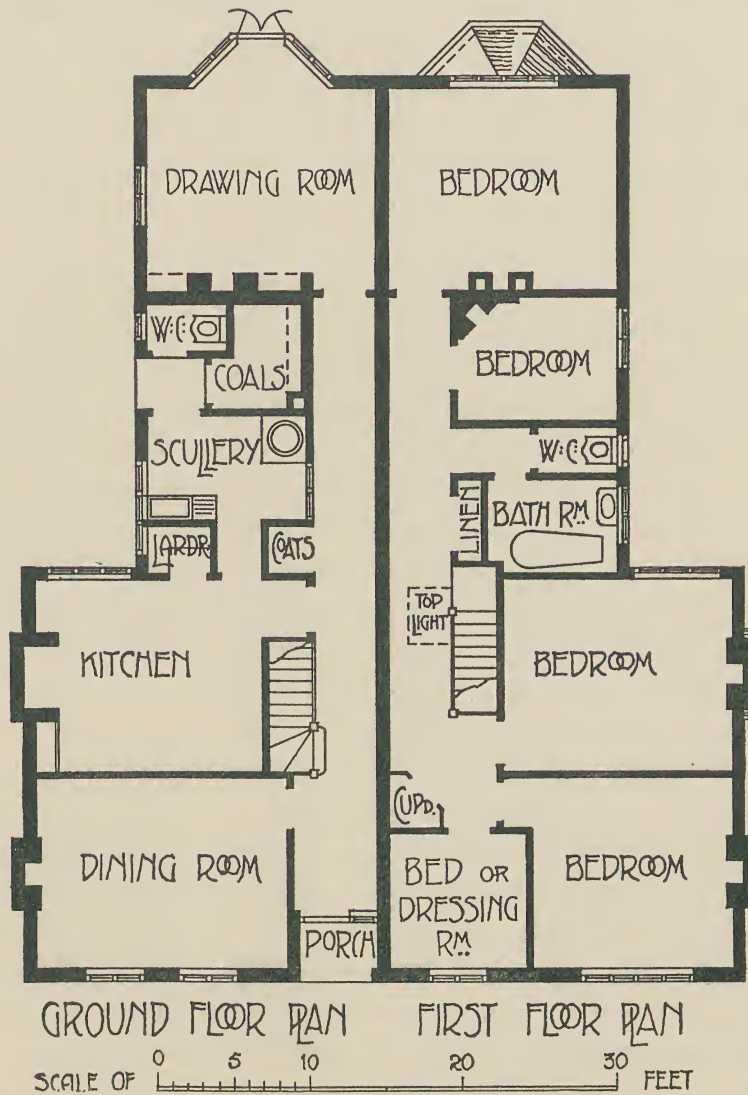 DRAWING ROOM
W:C:
COALS
SCULLERY
LARDR
COATS
KITCHEN
DINING ROOM
PORCH
GROUND FLOOR PLAN
BEDROOM
BEDROOM
W:C:
LINEN
BATH RM.
TOP
LIGHT
BEDROOM
CUPD.
BED OR
DRESSING
RM.
BEDROOM
FIRST FLOOR PLAN
SCALE OF 0 5 10 20 30 FEET